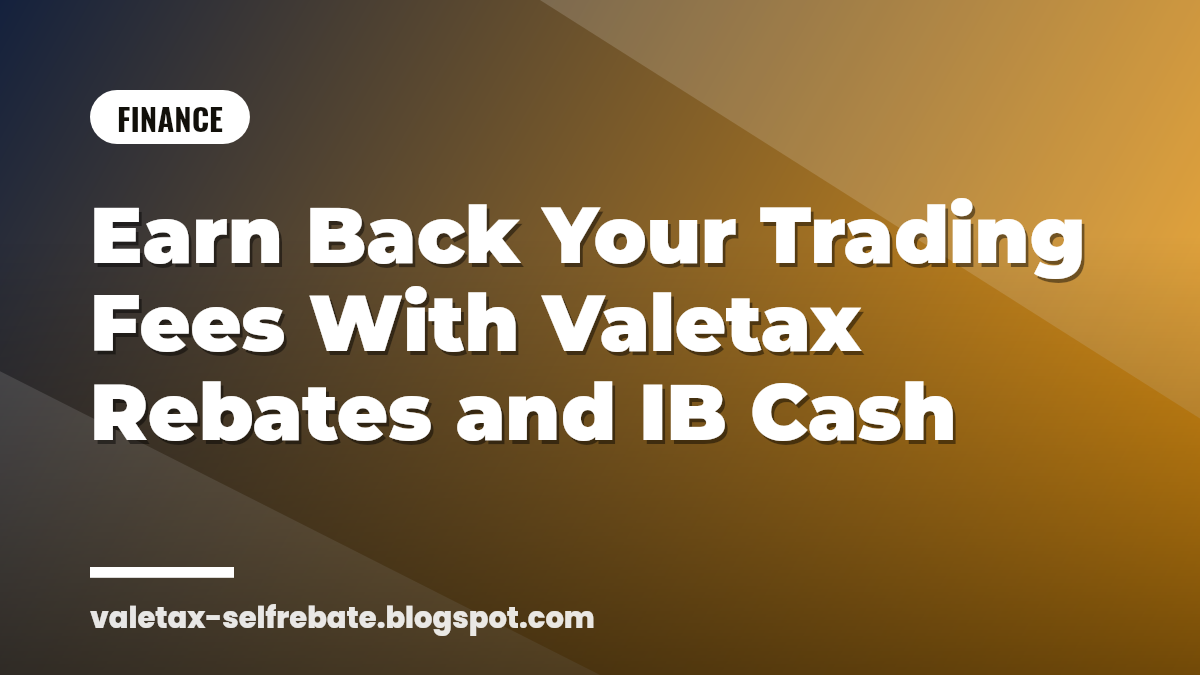 FINANCE
Earn Back Your Trading
Fees With Valetax
Rebates and IB Cash
valetax-selfrebate.blogspot.com